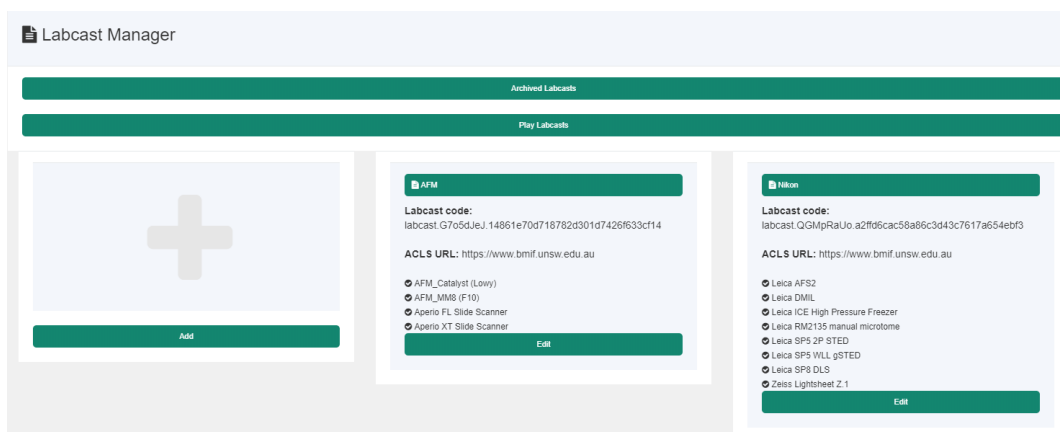 Labcast Manager
Archived Labcasts
Play Labcasts
Add
AFM
Labcast code:
labcast.G7o5dJeJ.14861e70d718782d301d7426f633cf14
ACLS URL: https://www.bmif.unsw.edu.au
AFM_Catalyst (Lowy)
AFM_MM8 (F10)
Aperio FL Slide Scanner
Aperio XT Slide Scanner
Edit
Nikon
Labcast code:
labcast.QGMpRaUo.a2ffd6cac58a86c3d43c7617a654ebf3
ACLS URL: https://www.bmif.unsw.edu.au
Leica AFS2
Leica DMIL
Leica ICE High Pressure Freezer
Leica RM2135 manual microtome
Leica SP5 2P STED
Leica SP5 WLL gSTED
Leica SP8 DLS
Zeiss Lightsheet Z.1
Edit